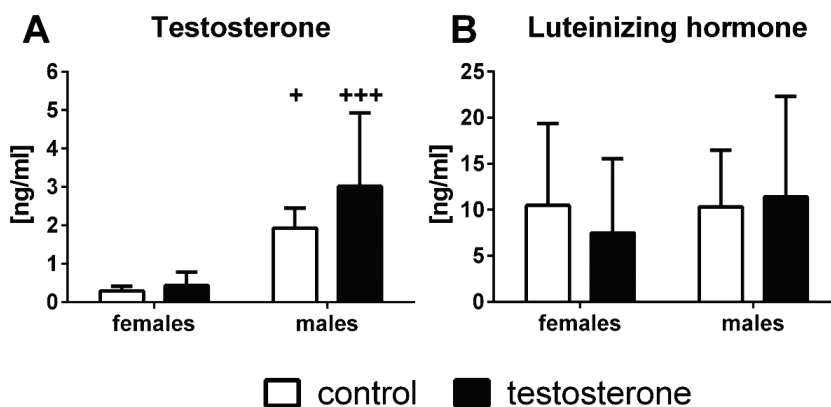 A Testosterone
6
5
4
3
2
1
0
[ng/ml]
+ +++
females males
B Luteinizing hormone
25
20
15
10
5
0
[ng/ml]
females males
control testosterone